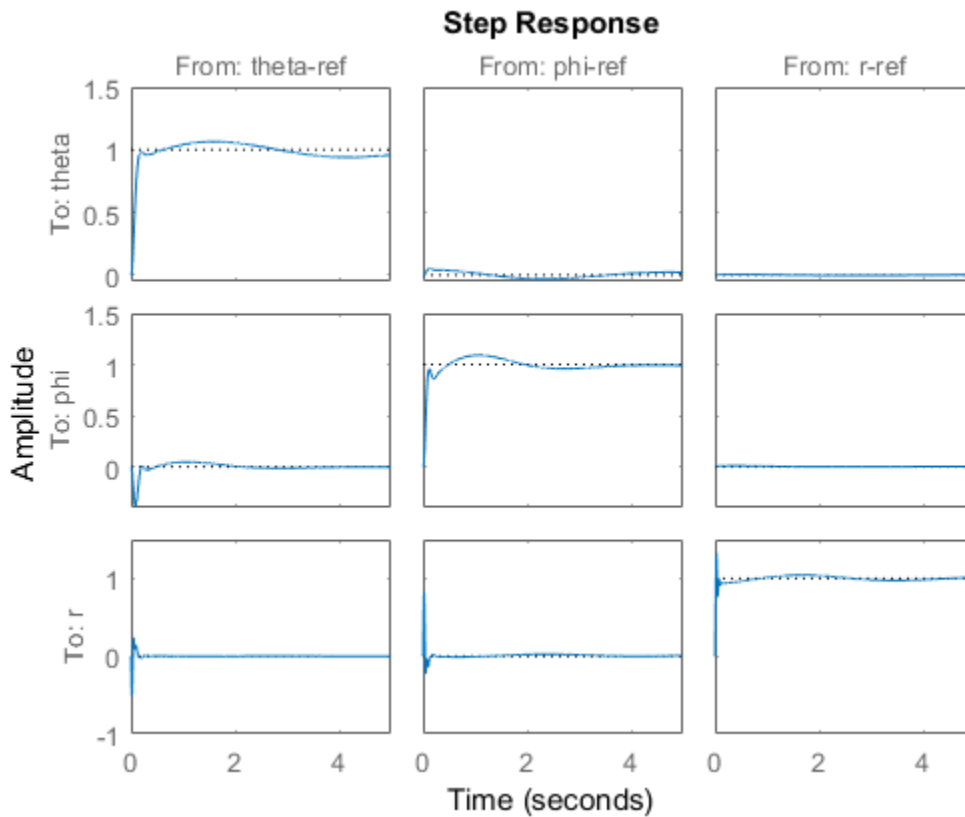 Step Response
From: theta-ref From: phi-ref From: r-ref
To: theta
1.5
1
0.5
0
To: phi
1.5
1
0.5
0
To: r
1
0
-1
Amplitude
0 2 4 0 2 4 0 2 4
Time (seconds)